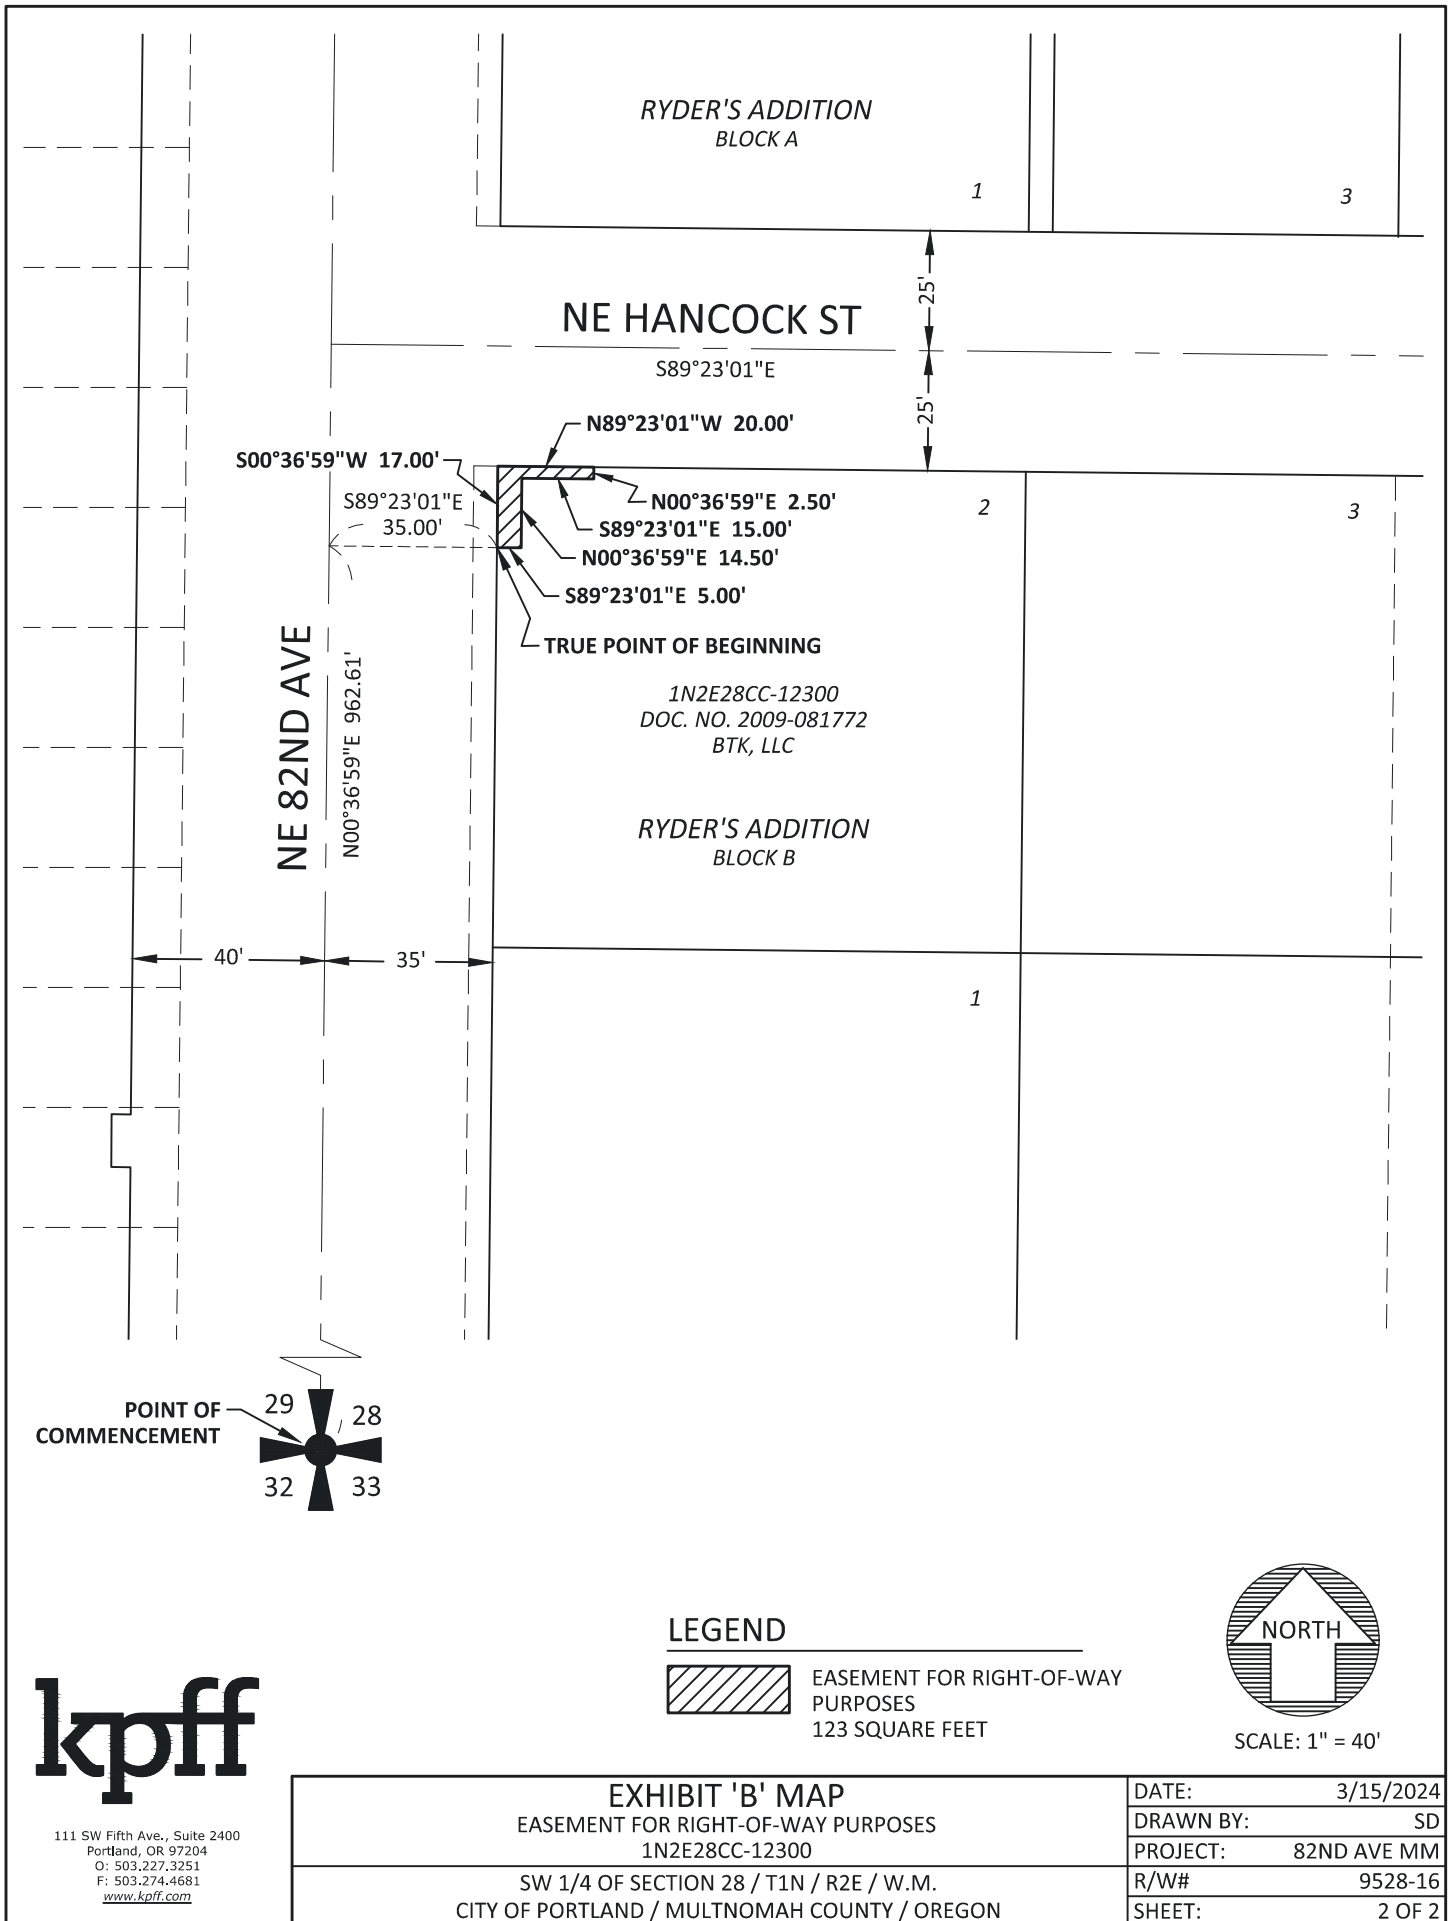 RYDER'S ADDITION
BLOCK A
1
3
25'
NE HANCOCK ST
S89°23'01"E
25'
N89°23'01"W 20.00'
S00°36'59"W 17.00'
S89°23'01"E
35.00'
N00°36'59"E 2.50'
S89°23'01"E 15.00'
N00°36'59"E 14.50'
S89°23'01"E 5.00'
TRUE POINT OF BEGINNING
2
3
NE 82ND AVE
N00°36'59"E 962.61'
1N2E28CC-12300
DOC. NO. 2009-081772
BTK, LLC
RYDER'S ADDITION
BLOCK B
40'
35'
1
POINT OF
COMMENCEMENT
29
28
32
33
LEGEND
EASEMENT FOR RIGHT-OF-WAY
PURPOSES
123 SQUARE FEET
NORTH
SCALE: 1" = 40'
kpff
111 SW Fifth Ave., Suite 2400
Portland, OR 97204
O: 503.227.3251
F: 503.274.4681
www.kpff.com
EXHIBIT 'B' MAP
EASEMENT FOR RIGHT-OF-WAY PURPOSES
1N2E28CC-12300
SW 1/4 OF SECTION 28 / T1N / R2E / W.M.
CITY OF PORTLAND / MULTNOMAH COUNTY / OREGON
DATE: 3/15/2024
DRAWN BY: SD
PROJECT: 82ND AVE MM
R/W# 9528-16
SHEET: 2 OF 2